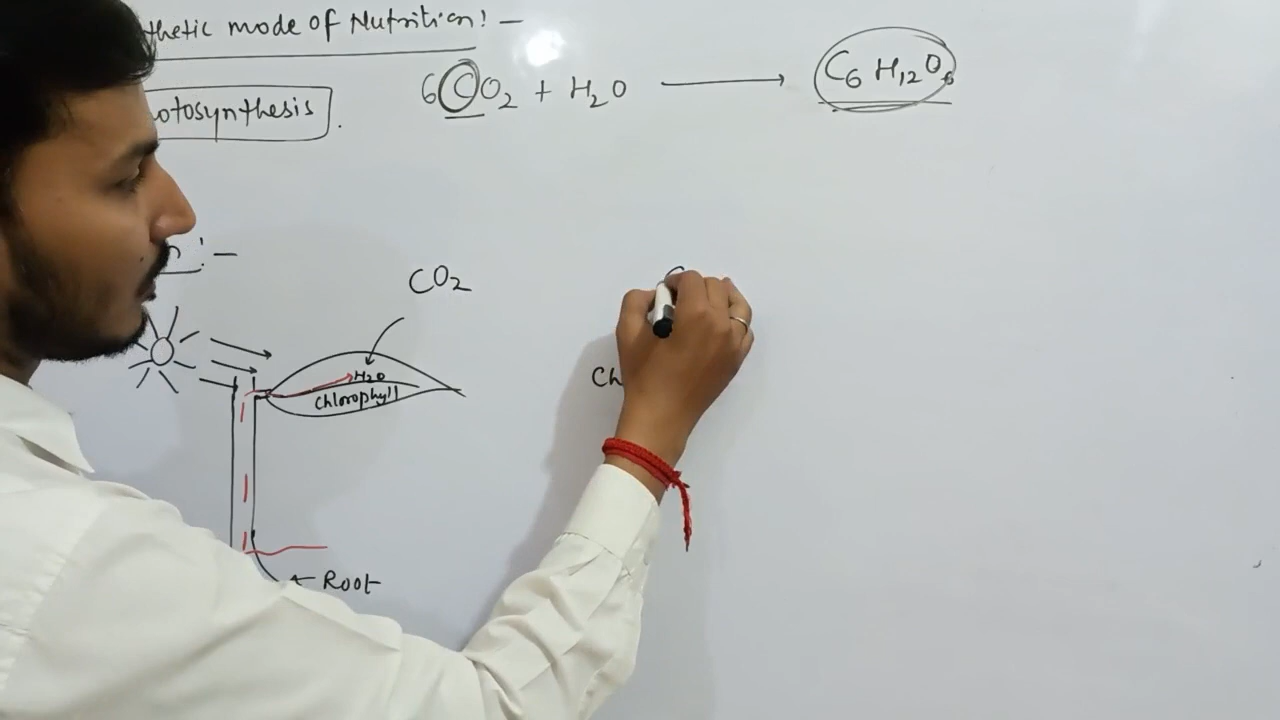 thetic mode of Nutrition! —
6CO₂ + H₂O ⟶ C₆H₁₂O₆
otosynthesis.
n! —
CO₂
H₂O
chlorophyll
Ch
← Root